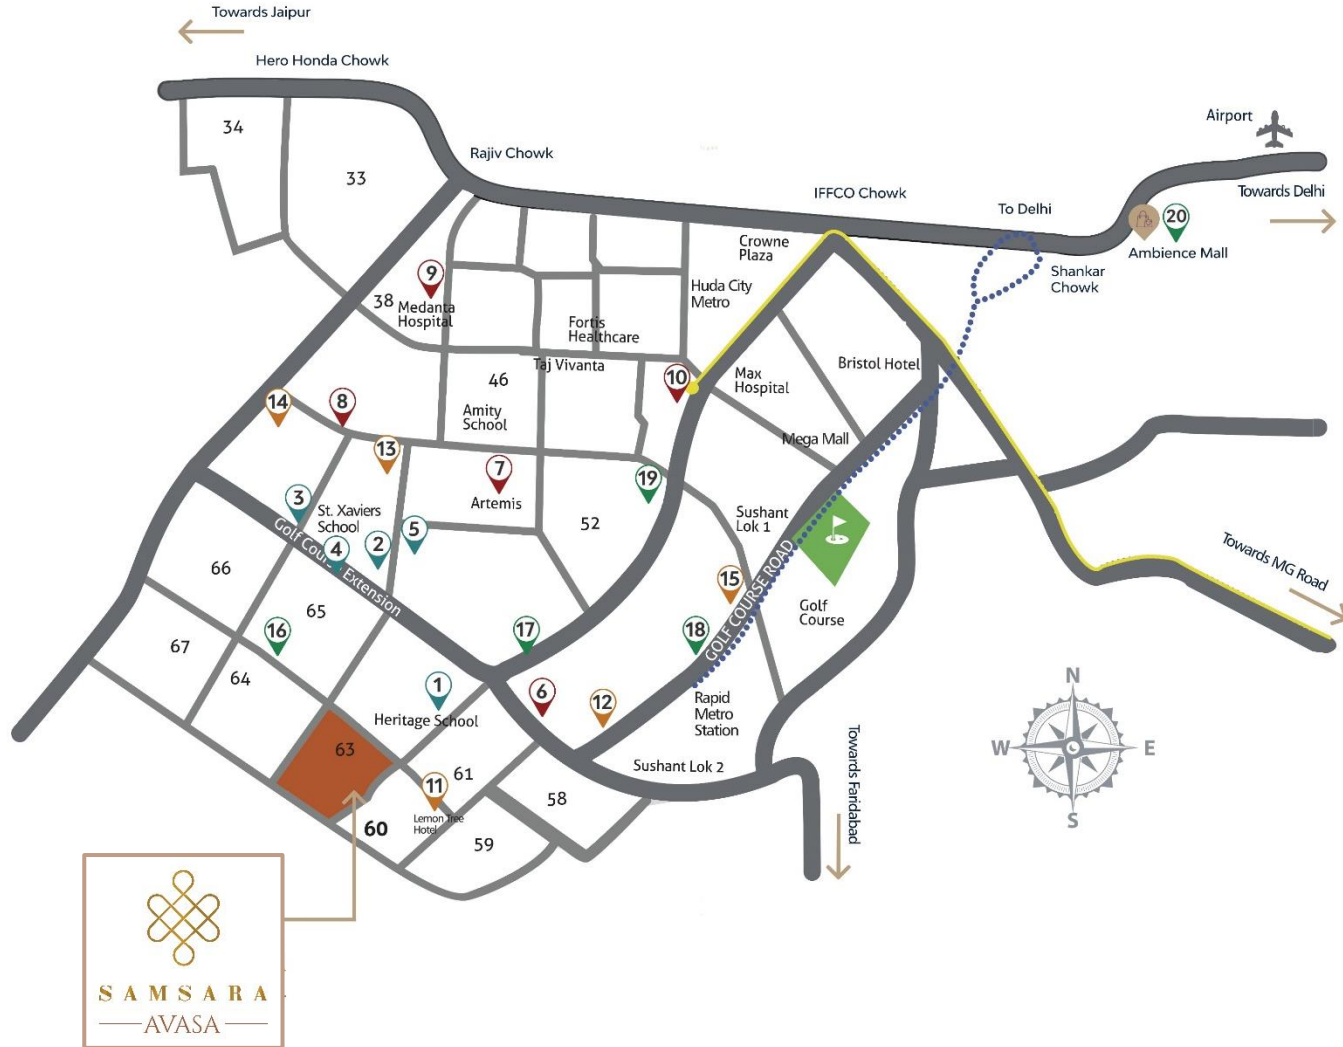 Towards Jaipur
Hero Honda Chowk
34
33
Rajiv Chowk
Airport
IFFCO Chowk
To Delhi
Towards Delhi
20
Ambience Mall
Shankar
Chowk
Crowne
Plaza
Huda City
Metro
9
38
Medanta
Hospital
Fortis
Healthcare
Taj Vivanta
Bristol Hotel
Max
Hospital
10
46
Amity
School
14
8
13
Mega Mall
7
Artemis
19
3
St. Xaviers
School
5
2
4
52
Sushant
Lok 1
Golf Cour
Extension
66
65
15
GOLF COURSE ROAD
Golf
Course
Towards MG Road
16
17
18
67
64
1
Heritage School
6
12
Rapid
Metro
Station
N
W
E
S
63
61
Sushant Lok 2
Towards Faridabad
11
Lemon Tree
Hotel
58
60
59
SAMSARA
AVASA